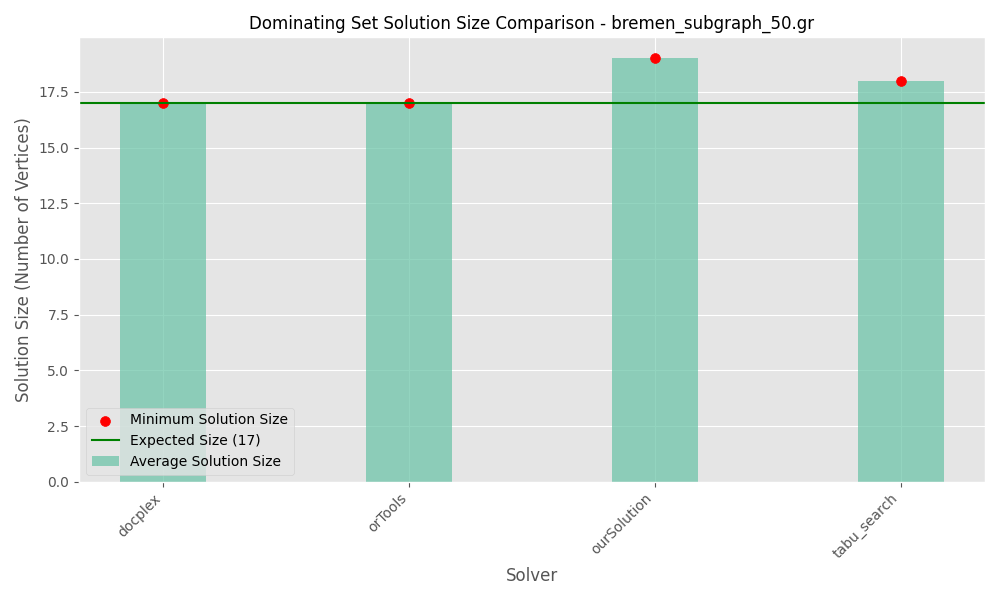 Dominating Set Solution Size Comparison - bremen_subgraph_50.gr
Solution Size (Number of Vertices)
17.5
15.0
12.5
10.0
7.5
5.0
2.5
0.0
Minimum Solution Size
Expected Size (17)
Average Solution Size
docplex
orTools
ourSolution
tabu_search
Solver